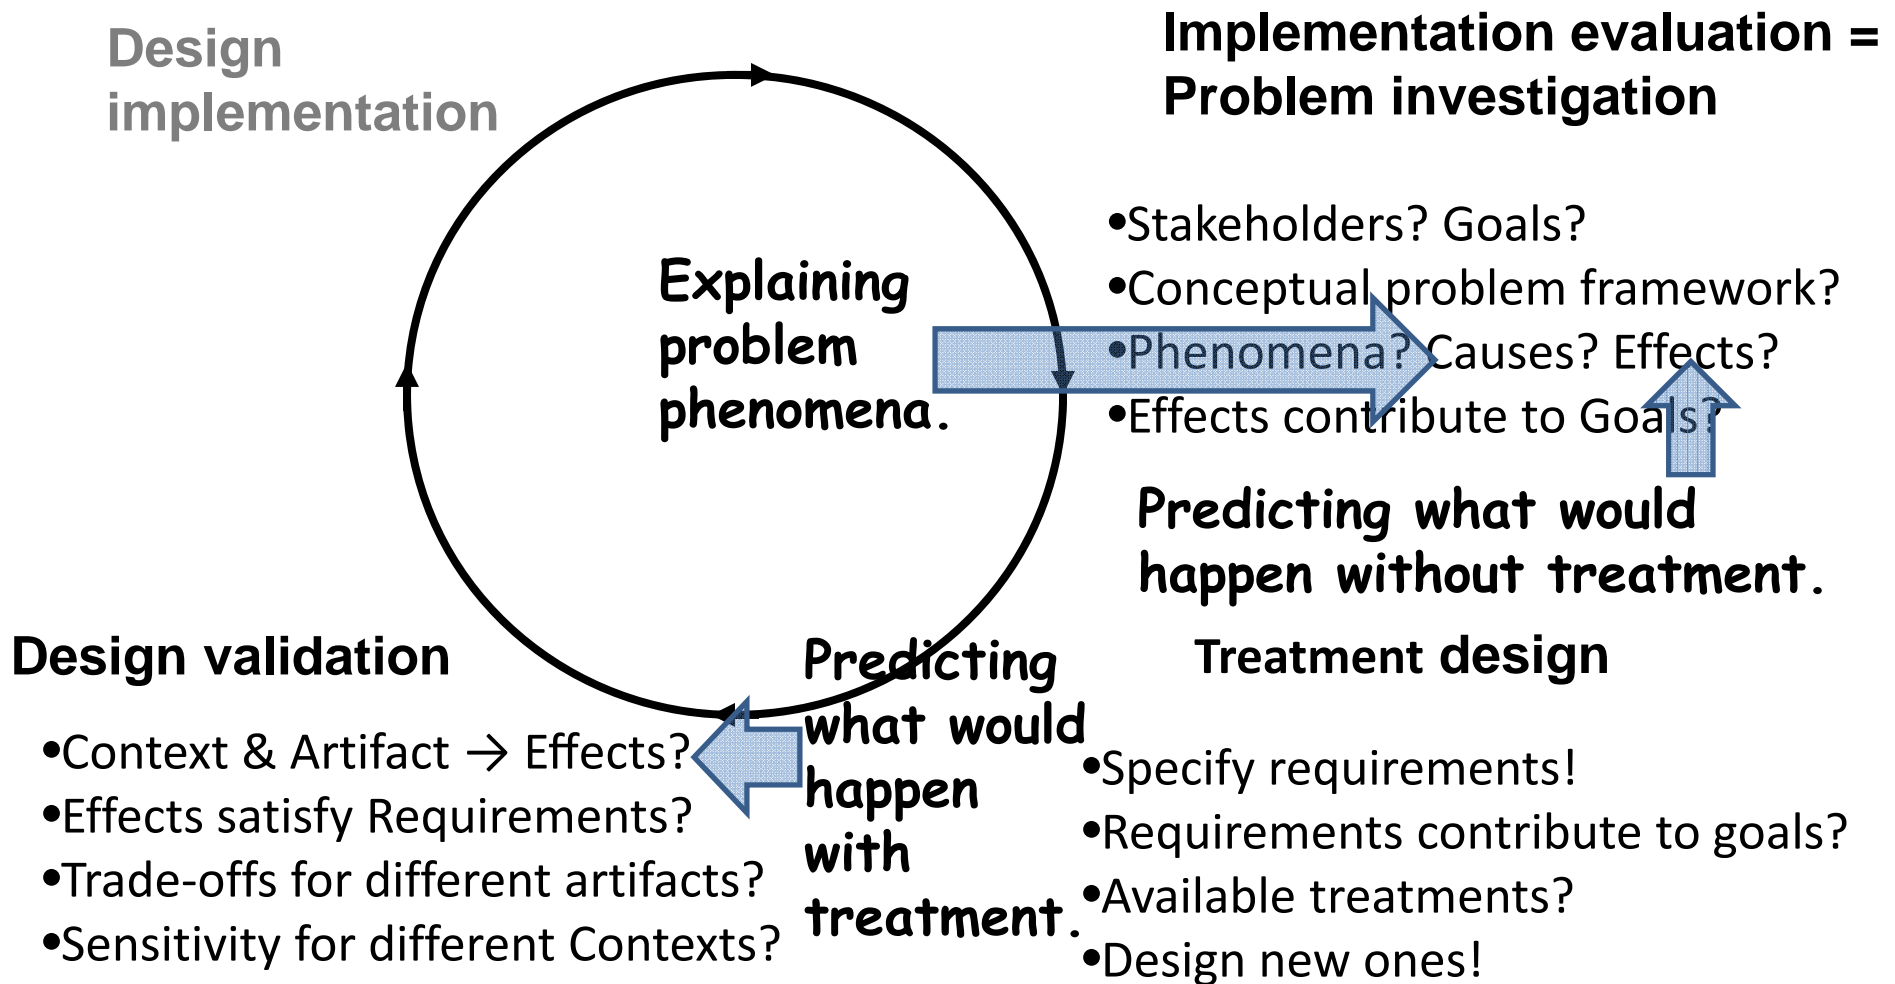 Design
implementation
Implementation evaluation =
Problem investigation
•Stakeholders? Goals?
•Conceptual problem framework?
•Phenomena? Causes? Effects?
•Effects contribute to Goals?
Explaining
problem
phenomena.
Predicting what would
happen without treatment.
Treatment design
•Specify requirements!
•Requirements contribute to goals?
•Available treatments?
•Design new ones!
Predicting
what would
happen
with
treatment.
Design validation
•Context & Artifact → Effects?
•Effects satisfy Requirements?
•Trade-offs for different artifacts?
•Sensitivity for different Contexts?